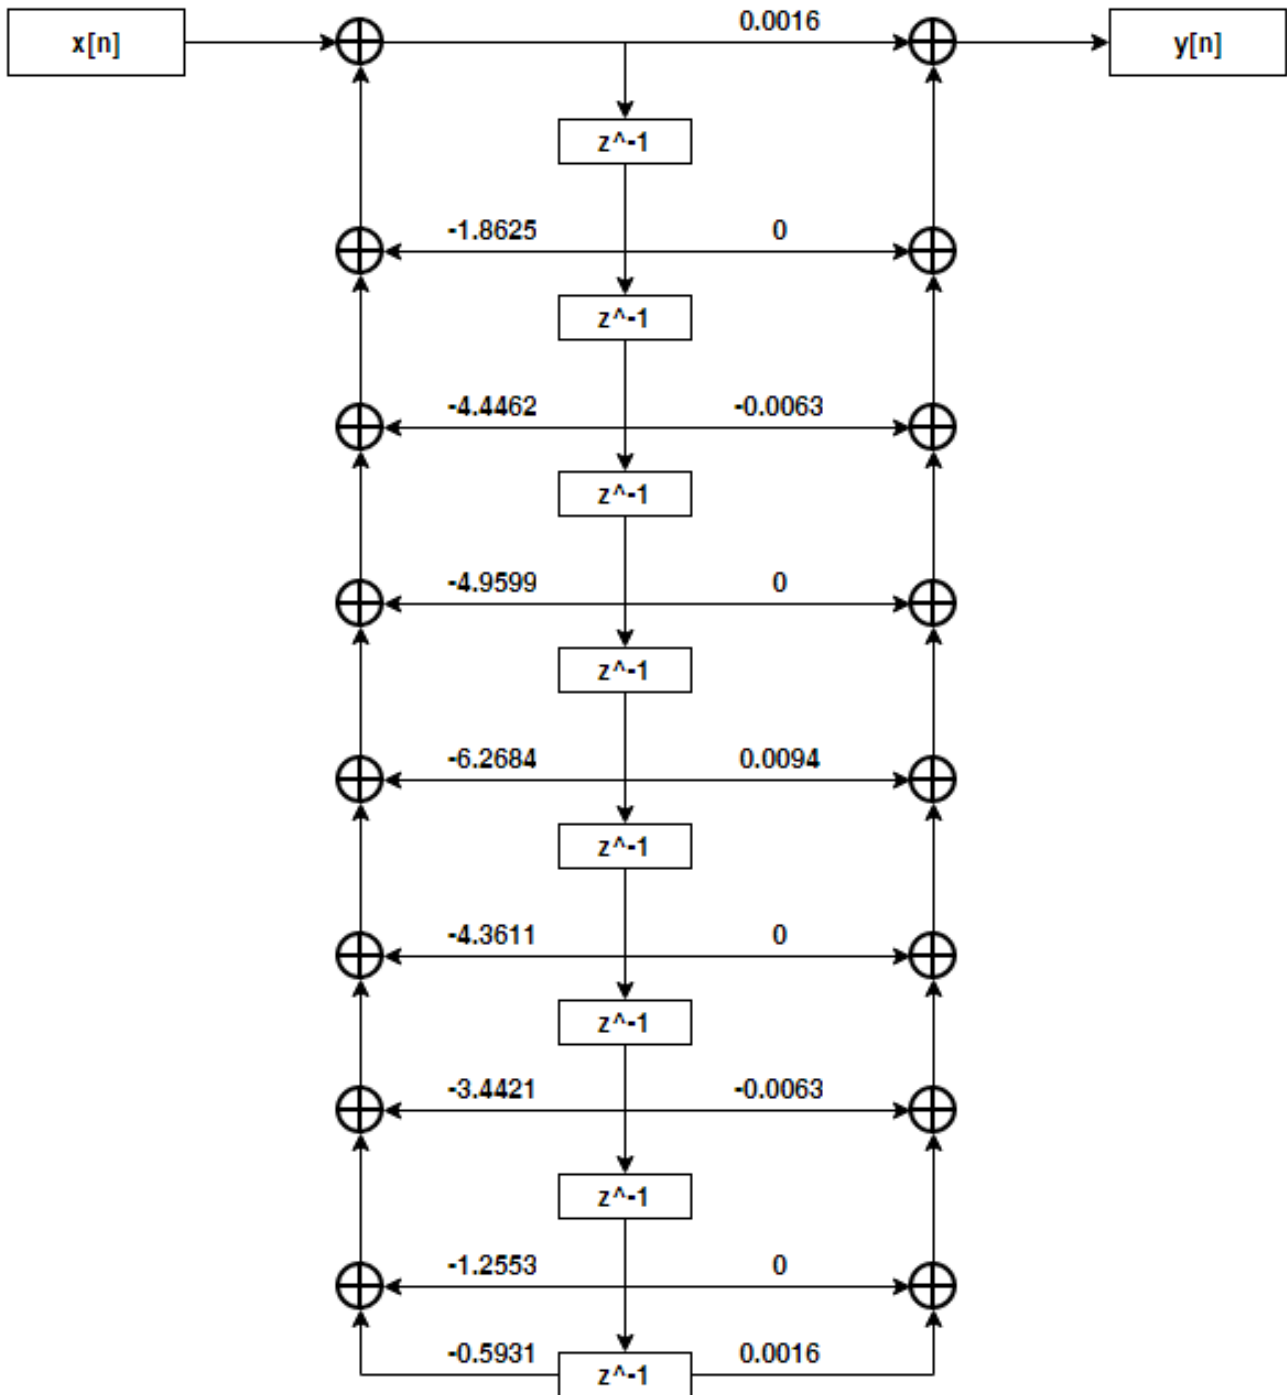 x[n] 0.0016 y[n]
z^-1
-1.8625 0
z^-1
-4.4462 -0.0063
z^-1
-4.9599 0
z^-1
-6.2684 0.0094
z^-1
-4.3611 0
z^-1
-3.4421 -0.0063
z^-1
-1.2553 0
-0.5931 z^-1 0.0016